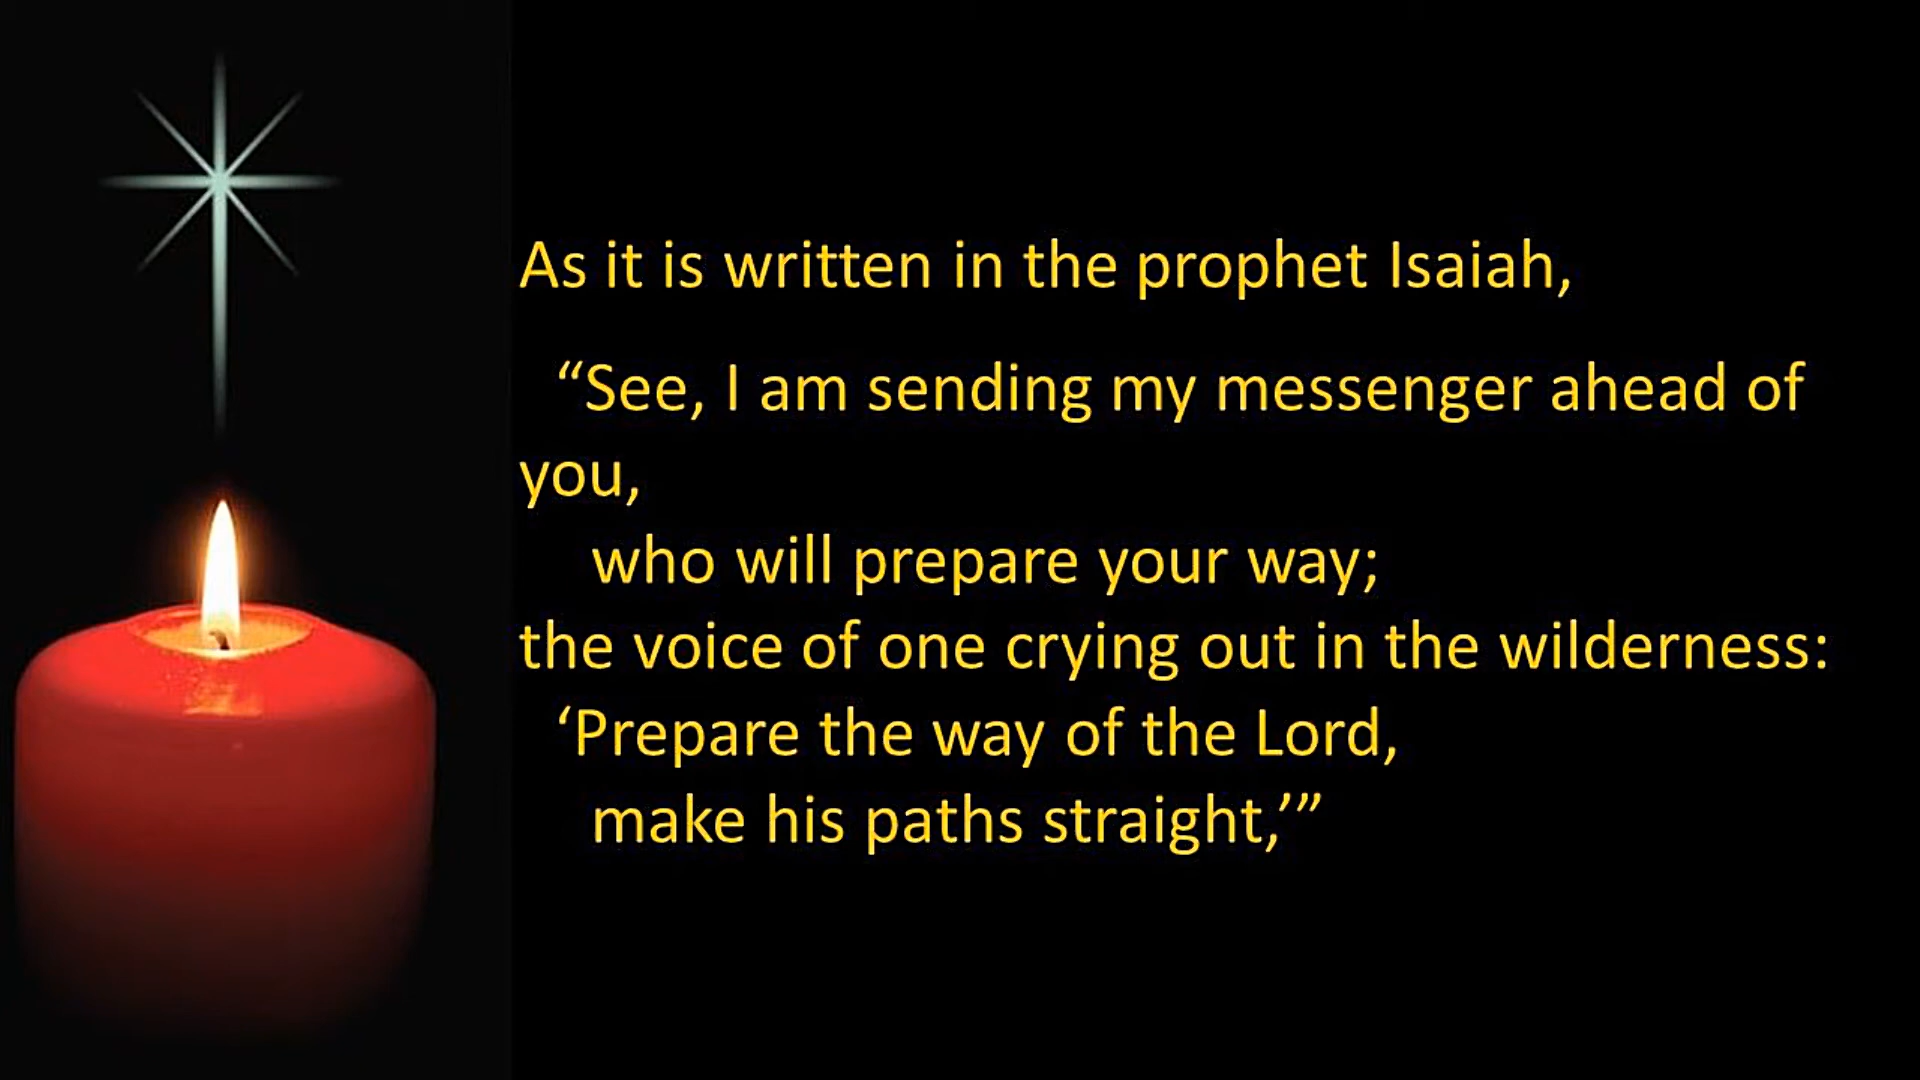 As it is written in the prophet Isaiah,
“See, I am sending my messenger ahead of
you,
who will prepare your way;
the voice of one crying out in the wilderness:
‘Prepare the way of the Lord,
make his paths straight,’”